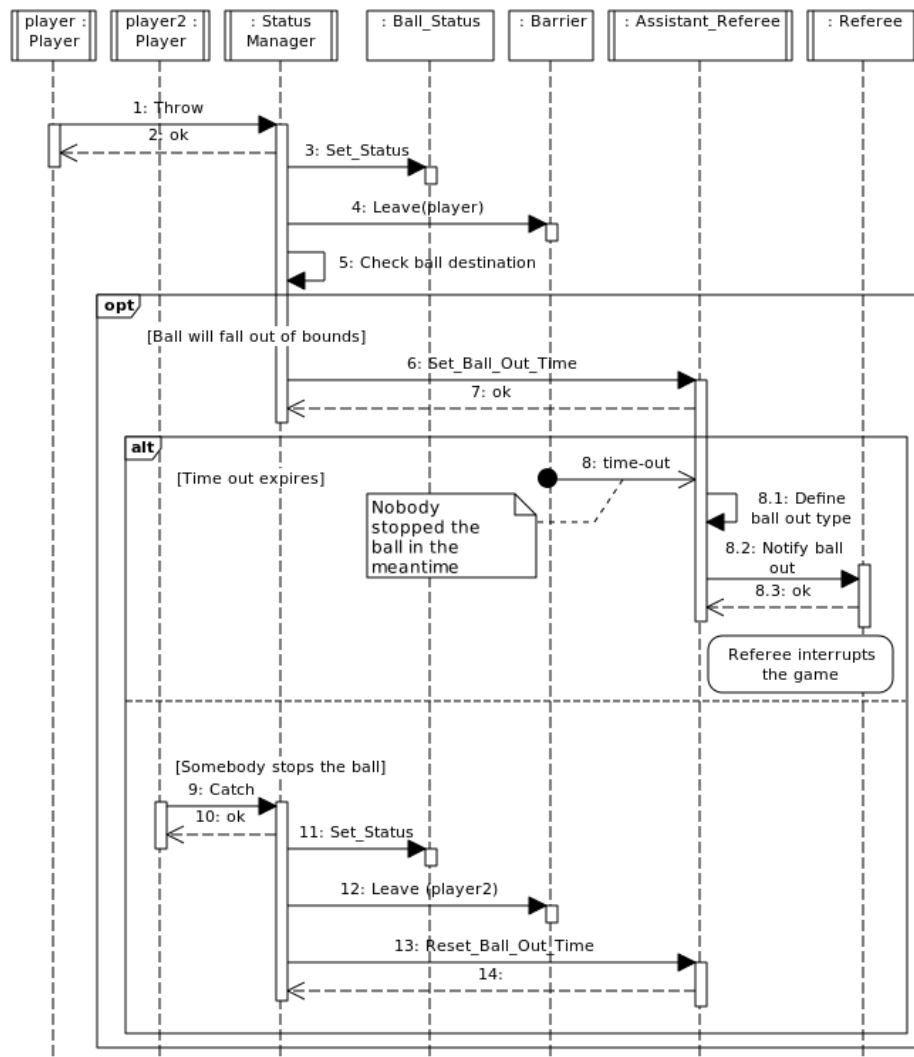 player :
Player
player2 :
Player
: Status
Manager
: Ball_Status
: Barrier
: Assistant_Referee
: Referee
1: Throw
2: ok
3: Set_Status
4: Leave(player)
5: Check ball destination
opt
[Ball will fall out of bounds]
6: Set_Ball_Out_Time
7: ok
alt
[Time out expires]
8: time-out
Nobody
stopped the
ball in the
meantime
8.1: Define
ball out type
8.2: Notify ball
out
8.3: ok
Referee interrupts
the game
[Somebody stops the ball]
9: Catch
10: ok
11: Set_Status
12: Leave (player2)
13: Reset_Ball_Out_Time
14: